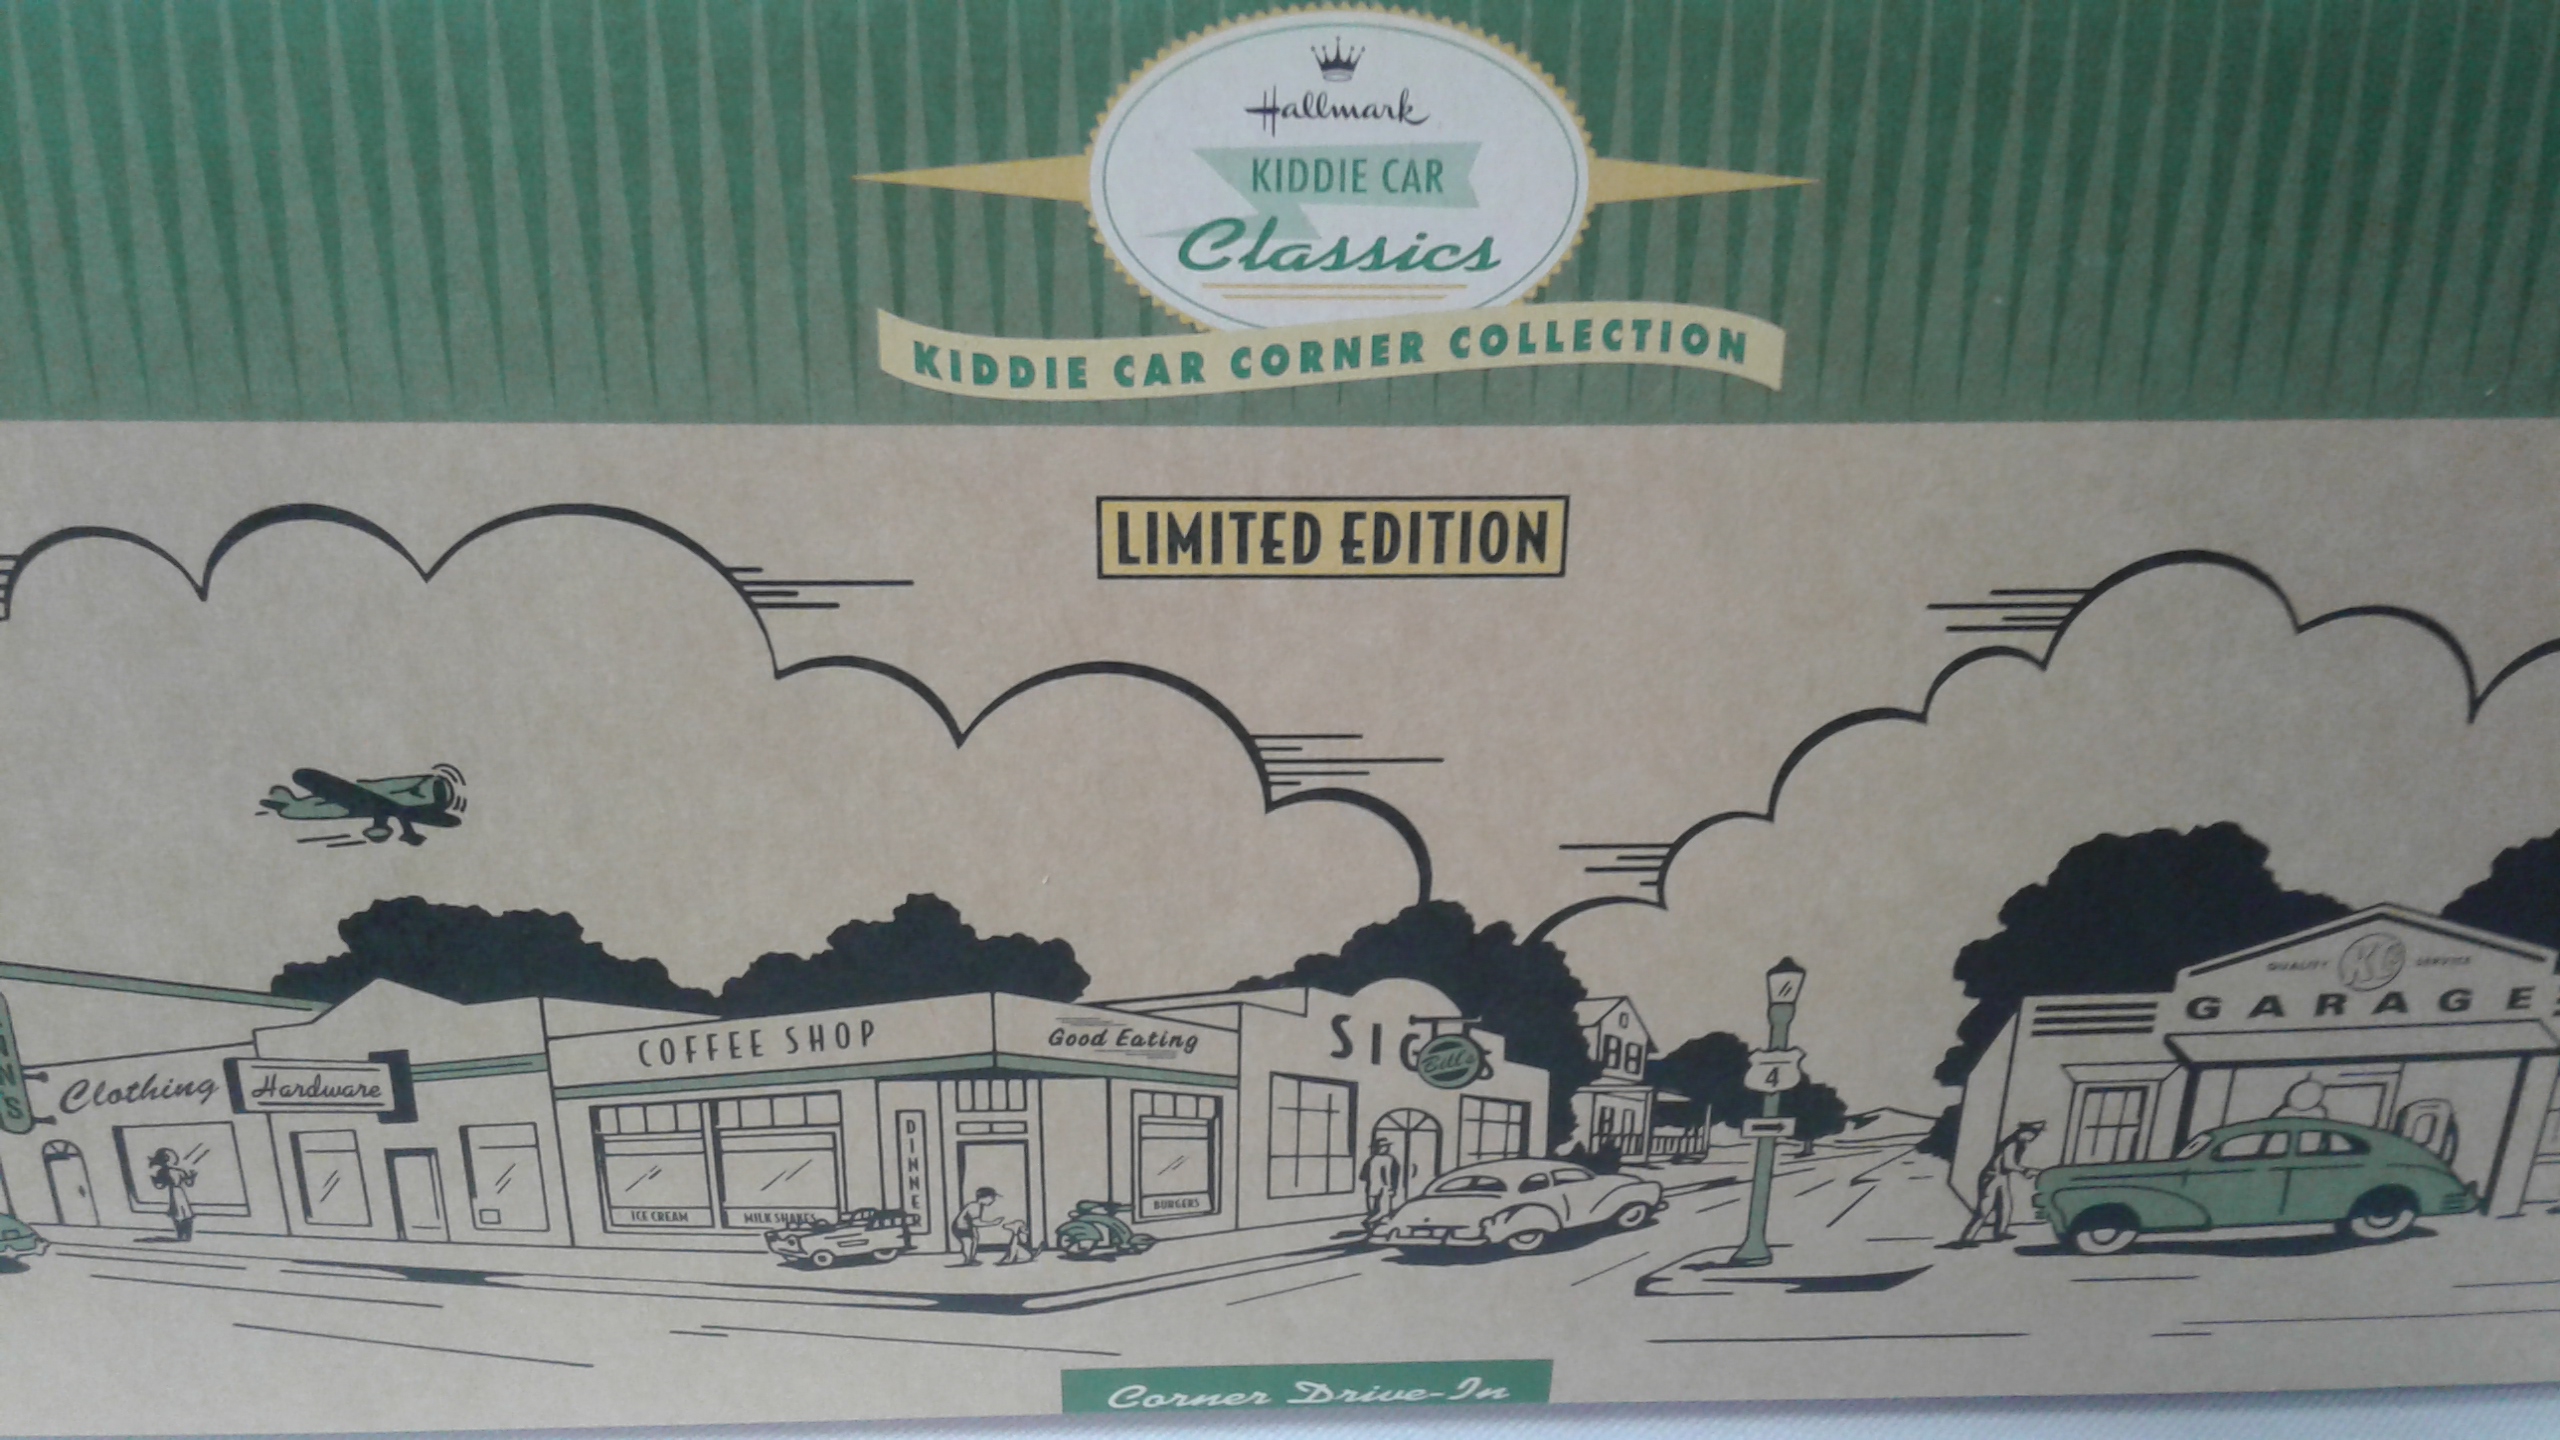 Hallmark
KIDDIE CAR
Classics
KIDDIE CAR CORNER COLLECTION
LIMITED EDITION
QUALITY KC SERVICE
GARAGE
COFFEE SHOP
Good Eating
Bill's
4
Clothing
Hardware
DINNER
ICE CREAM
MILK SHAKES
BURGERS
Corner Drive-In